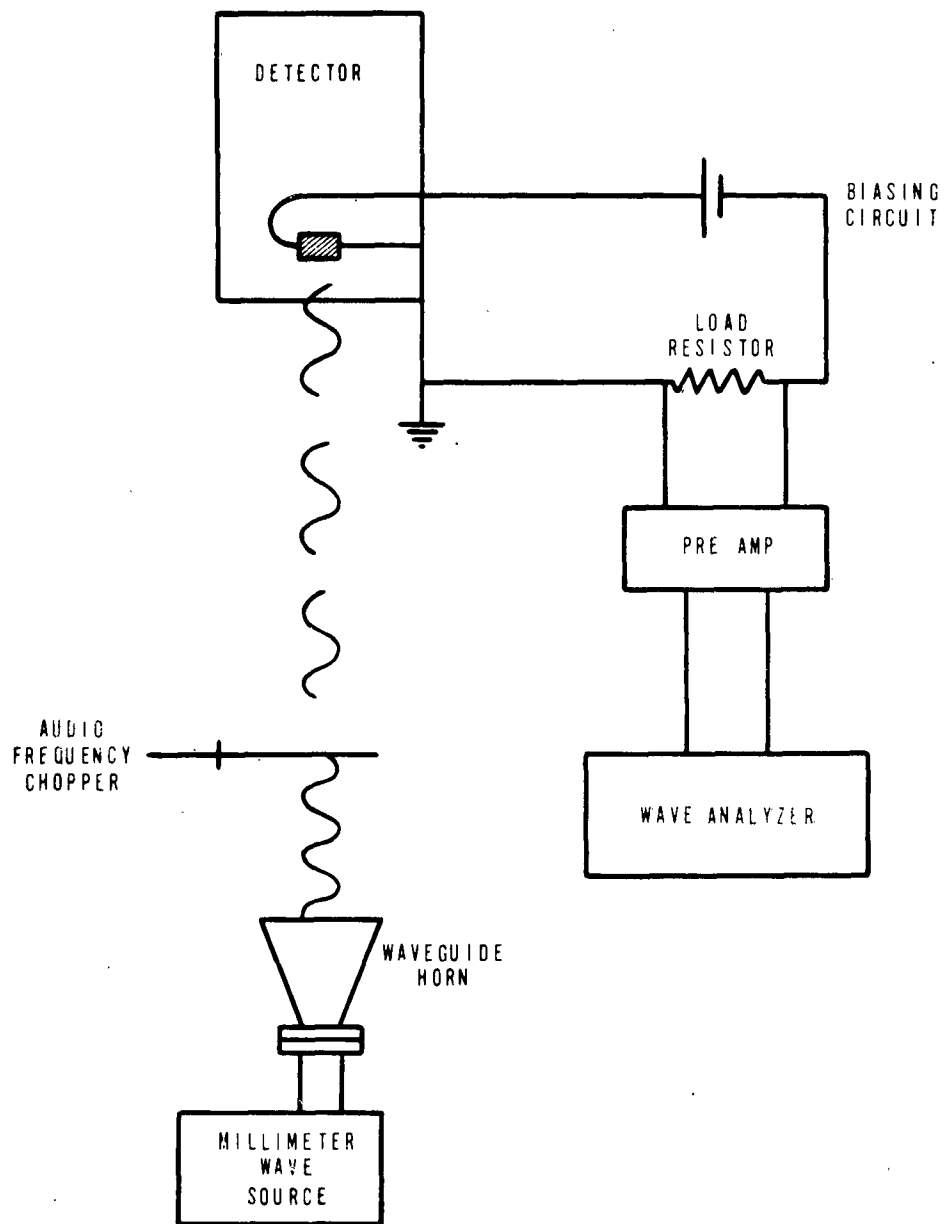 DETECTOR
BIASING
CIRCUIT
LOAD
RESISTOR
PRE AMP
AUDIO
FREQUENCY
CHOPPER
WAVE ANALYZER
WAVEGUIDE
HORN
MILLIMETER
WAVE
SOURCE